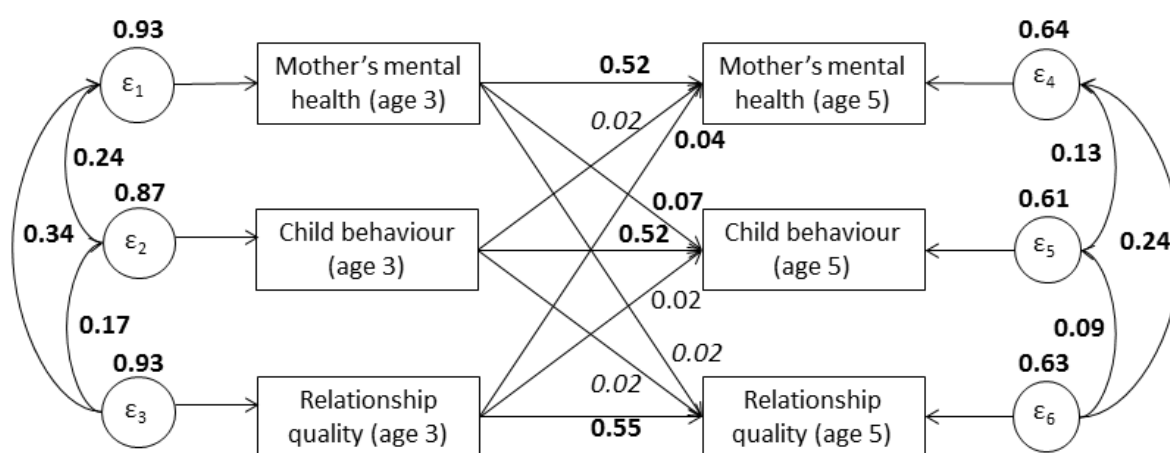 0.93
0.64
ε1
Mother's mental
health (age 3)
0.52
Mother's mental
health (age 5)
ε4
0.02
0.04
0.24
0.13
0.87
0.07
0.61
ε2
Child behaviour
(age 3)
0.52
Child behaviour
(age 5)
ε5
0.34
0.24
0.02
0.17
0.09
0.93
0.02
0.02
0.63
ε3
Relationship
quality (age 3)
0.55
Relationship
quality (age 5)
ε6